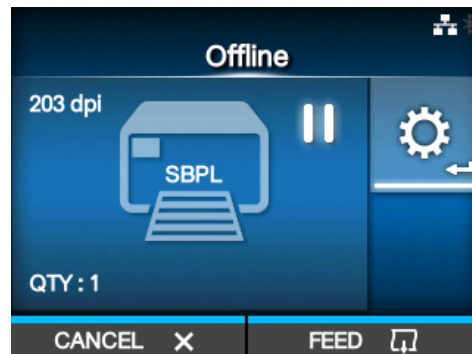 Offline
203 dpi
SBPL
QTY : 1
CANCEL
FEED